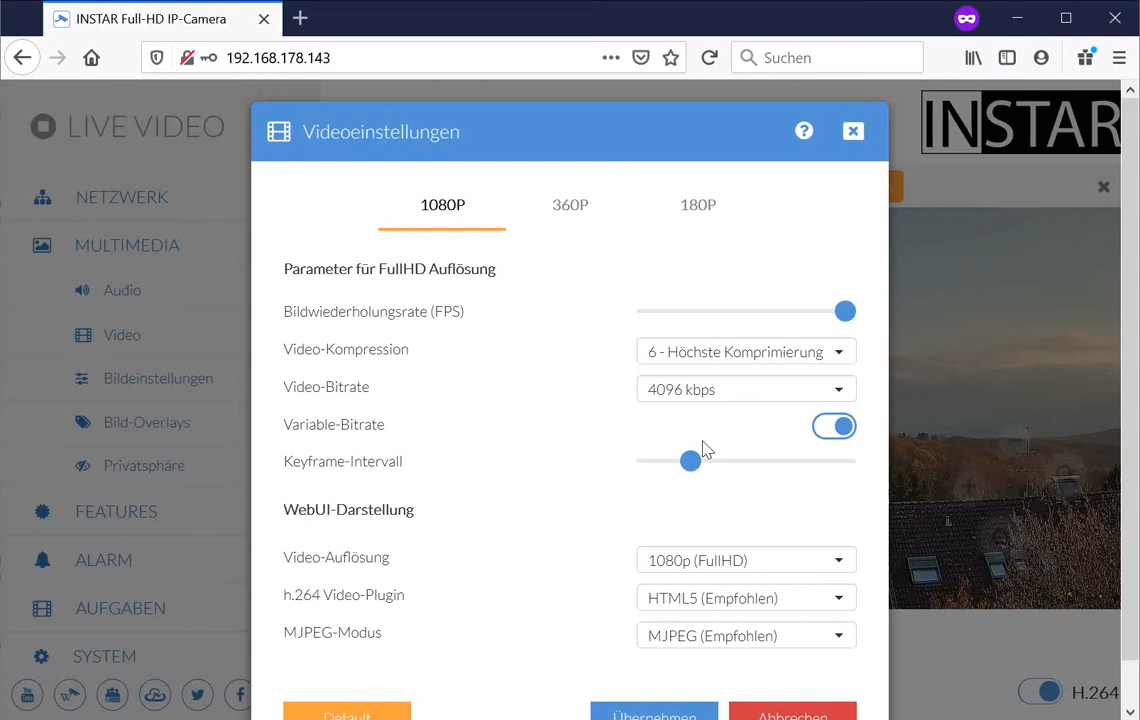 INSTAR Full-HD IP-Camera
192.168.178.143
Suchen
LIVE VIDEO
INSTAR
NETZWERK
MULTIMEDIA
Audio
Video
Bildeinstellungen
Bild-Overlays
Privatsphäre
FEATURES
ALARM
AUFGABEN
SYSTEM
Videoeinstellungen
1080P 360P 180P
Parameter für FullHD Auflösung
Bildwiederholungsrate (FPS)
Video-Kompression 6 - Höchste Komprimierung
Video-Bitrate 4096 kbps
Variable-Bitrate
Keyframe-Intervall
WebUI-Darstellung
Video-Auflösung 1080p (FullHD)
h.264 Video-Plugin HTML5 (Empfohlen)
MJPEG-Modus MJPEG (Empfohlen)
Default Übernehmen Abbrechen
H.264